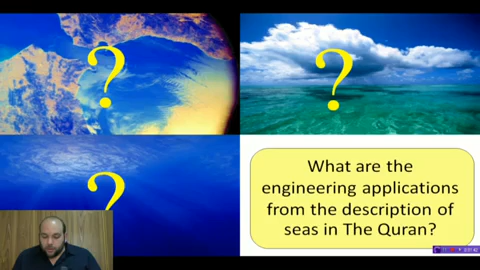 ?
?
?
What are the
engineering applications
from the description of
seas in The Quran?